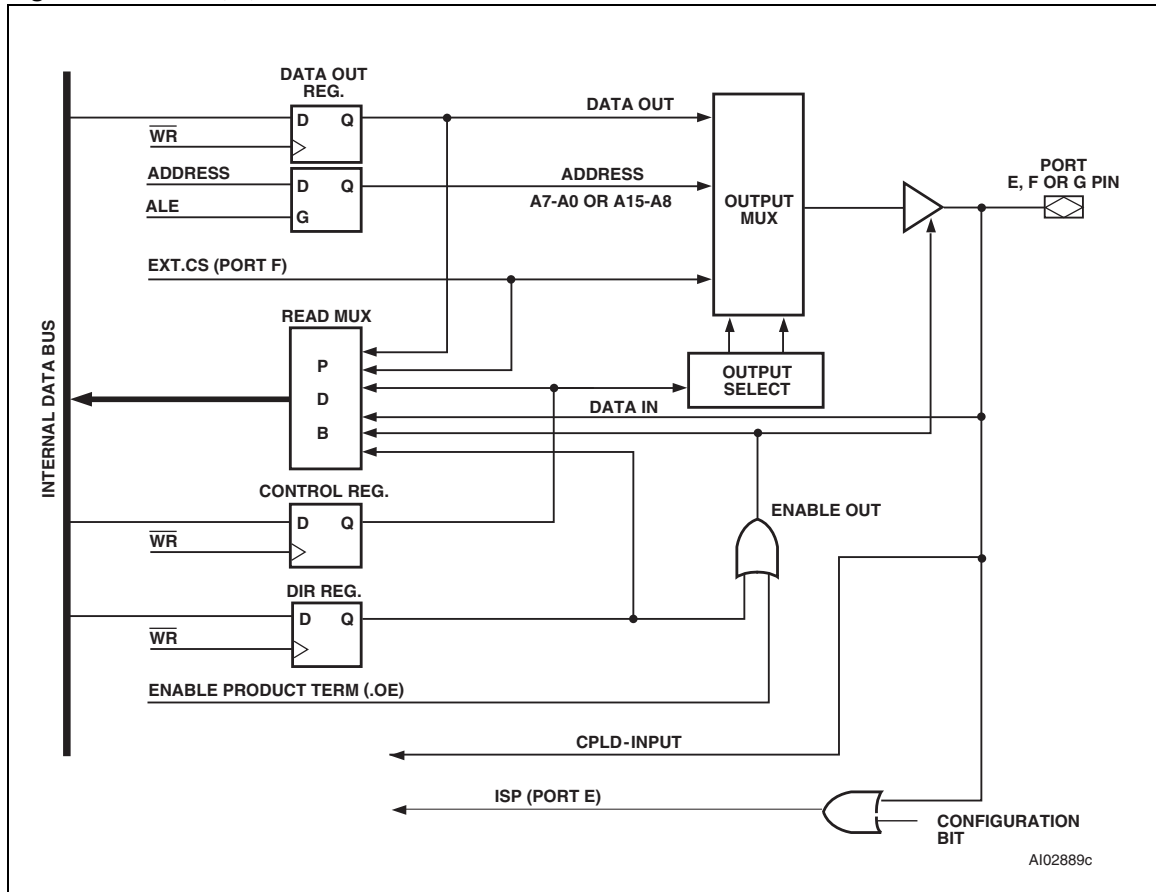 DATA OUT
REG.
D Q
WR
DATA OUT
ADDRESS
D Q
ALE
G
ADDRESS
A7-A0 OR A15-A8
OUTPUT
MUX
PORT
E, F OR G PIN
EXT.CS (PORT F)
READ MUX
P
D
B
OUTPUT
SELECT
DATA IN
INTERNAL DATA BUS
CONTROL REG.
D Q
WR
ENABLE OUT
DIR REG.
D Q
WR
ENABLE PRODUCT TERM (.OE)
CPLD-INPUT
ISP (PORT E)
CONFIGURATION
BIT
AI02889c